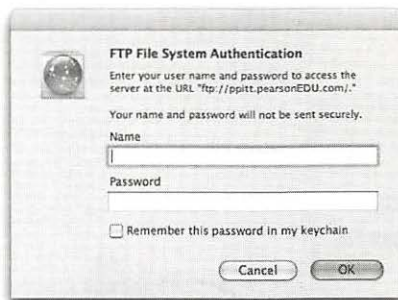 FTP File System Authentication
Enter your user name and password to access the
server at the URL "ftp://ppitt.pearsonEDU.com/."
Your name and password will not be sent securely.
Name
Password
Remember this password in my keychain
Cancel OK